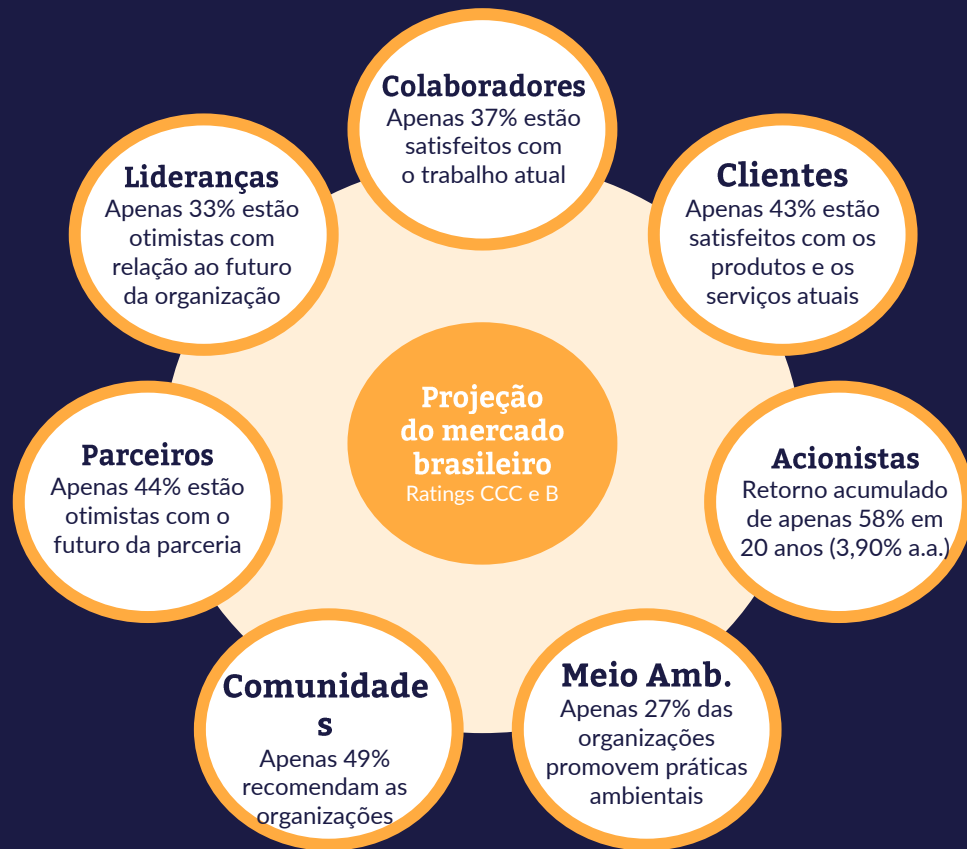 Colaboradores
Apenas 37% estão
satisfeitos com
o trabalho atual
Lideranças
Apenas 33% estão
otimistas com
relação ao futuro
da organização
Clientes
Apenas 43% estão
satisfeitos com os
produtos e os
serviços atuais
Projeção
do mercado
brasileiro
Ratings CCC e B
Parceiros
Apenas 44% estão
otimistas com o
futuro da parceria
Acionistas
Retorno acumulado
de apenas 58% em
20 anos (3,90% a.a.)
Comunidade
s
Apenas 49%
recomendam as
organizações
Meio Amb.
Apenas 27% das
organizações
promovem práticas
ambientais